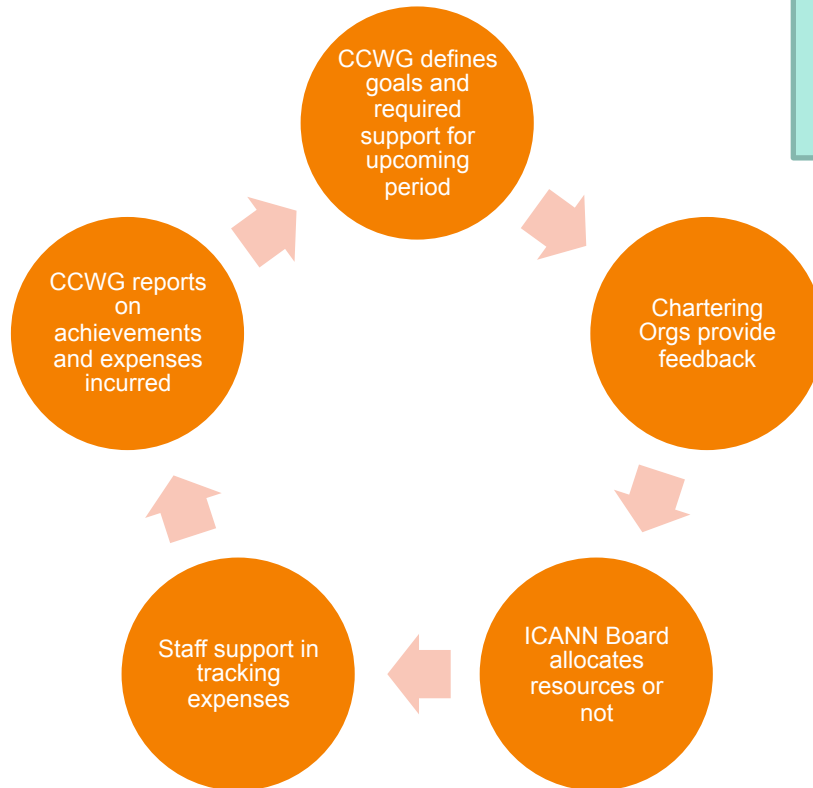 CCWG defines
goals and
required
support for
upcoming
period
Chartering
Orgs provide
feedback
ICANN Board
allocates
resources or
not
Staff support in
tracking
expenses
CCWG reports
on
achievements
and expenses
incurred